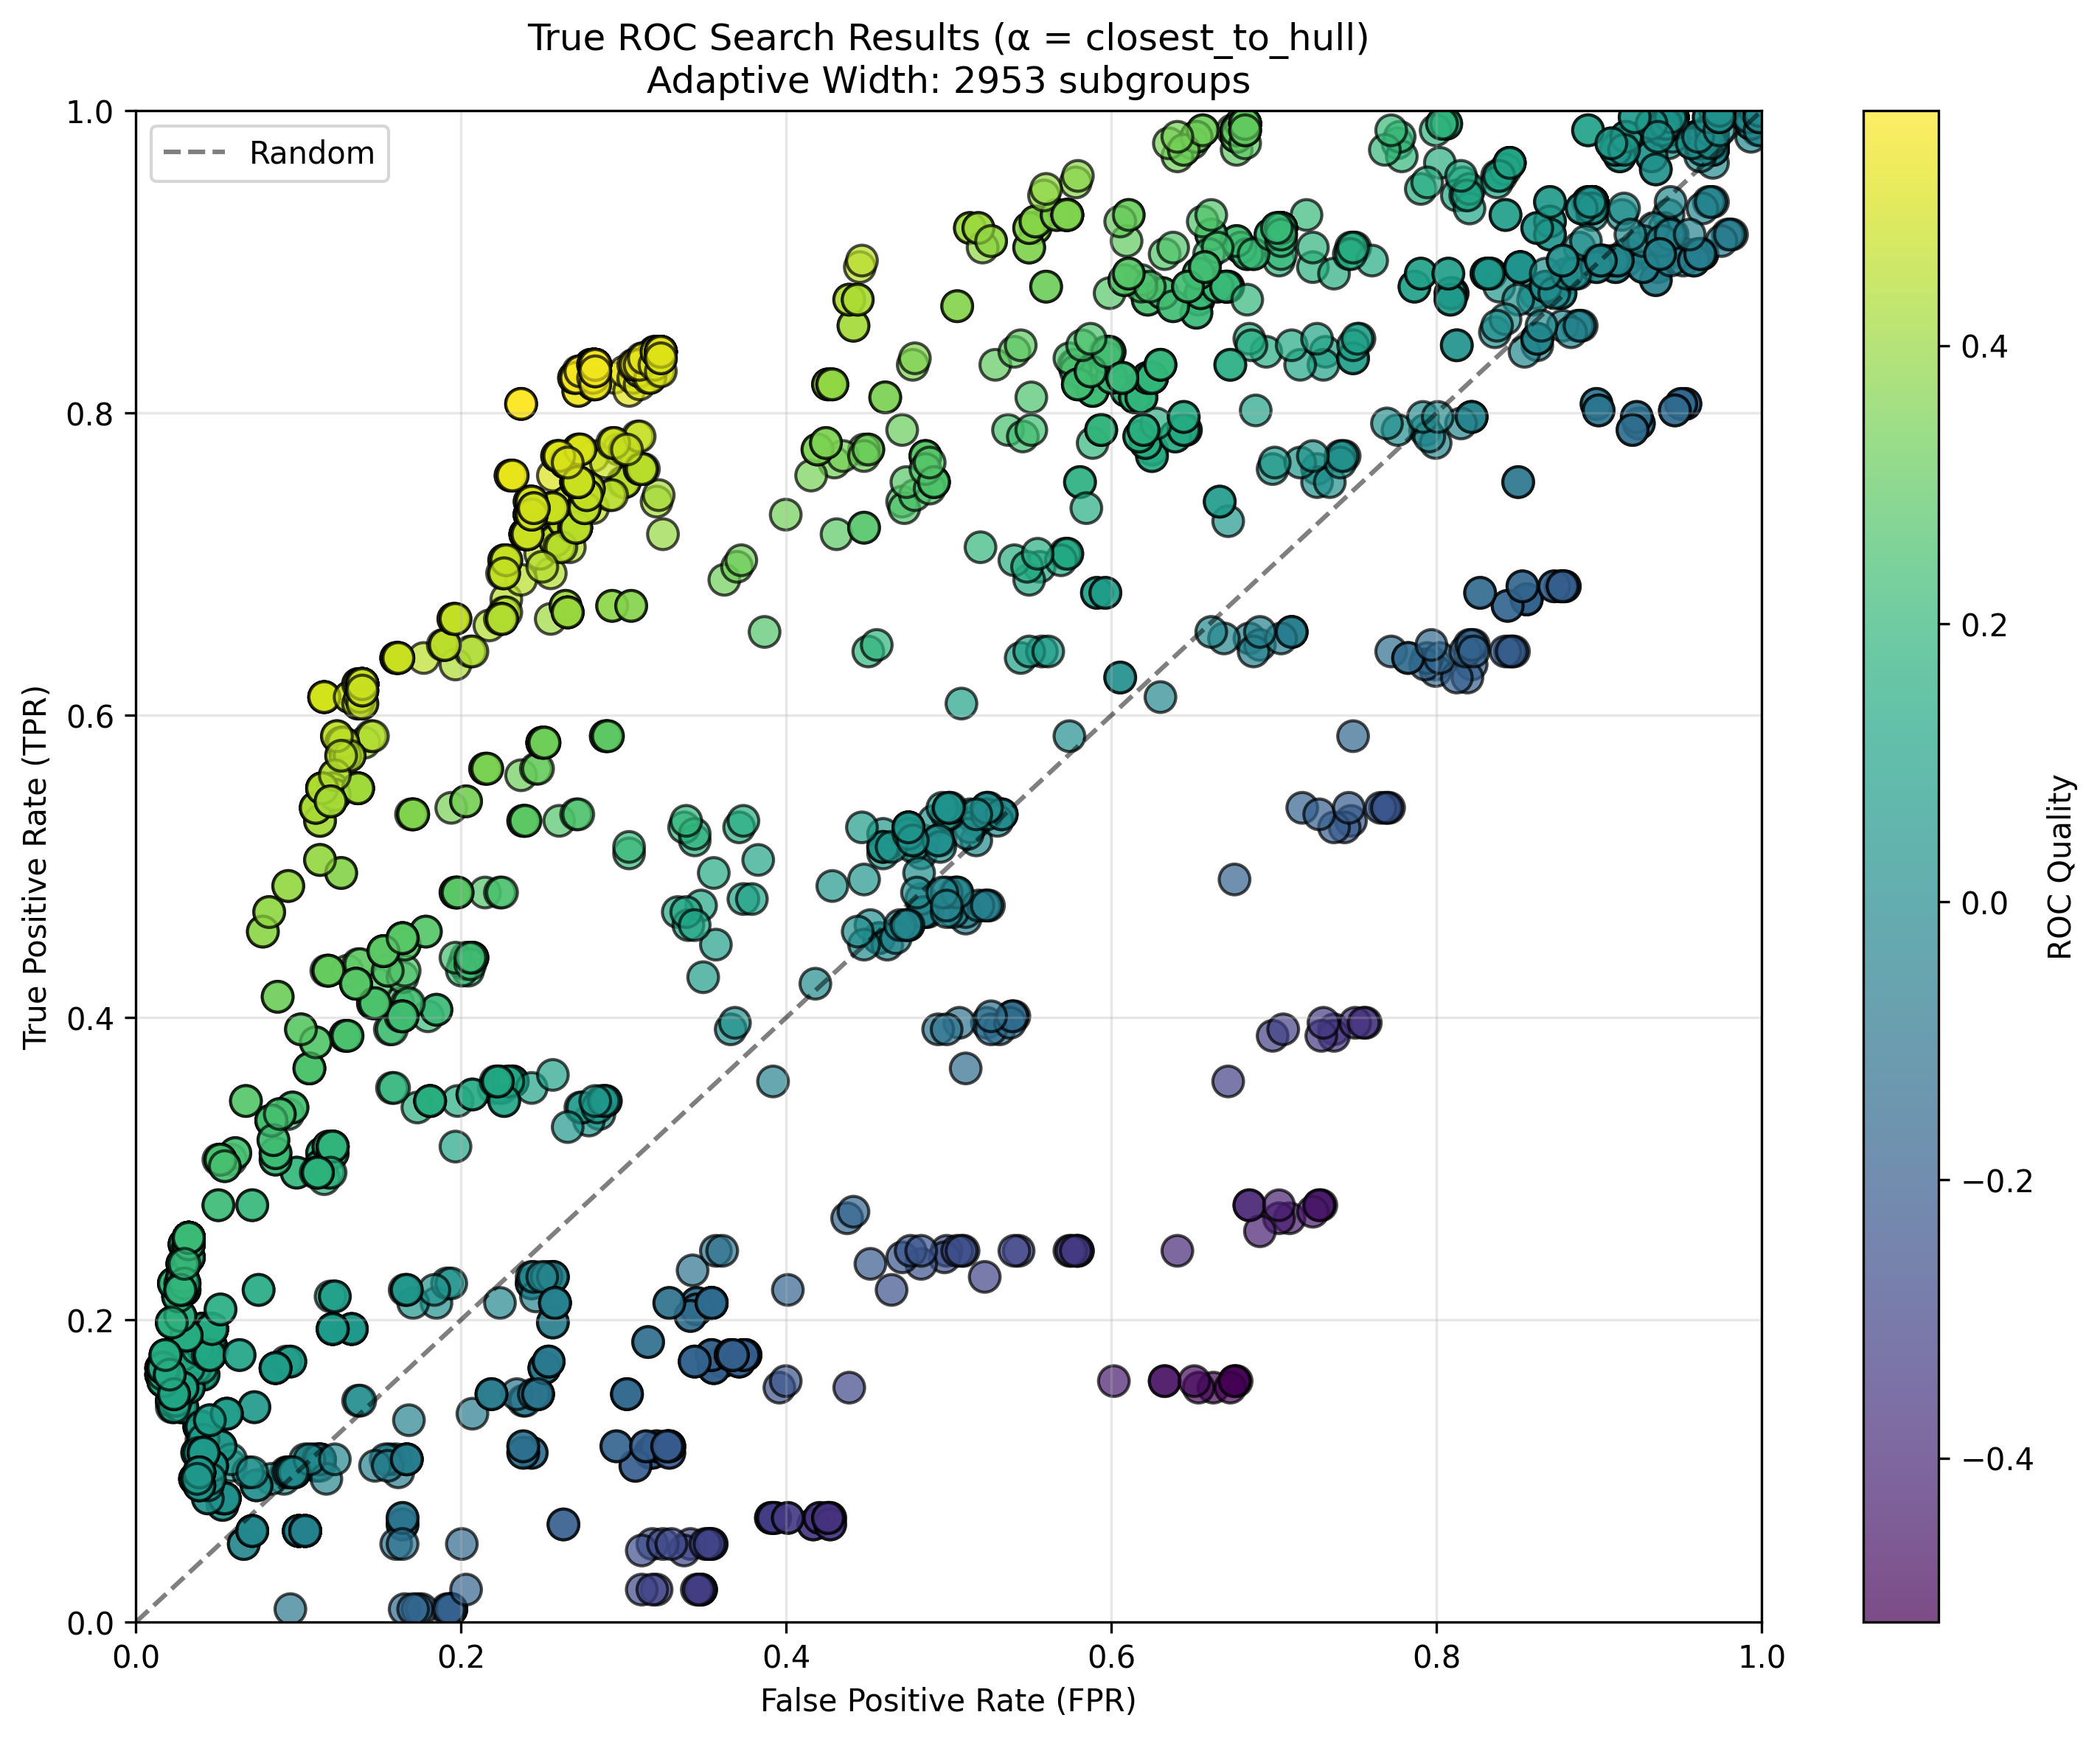 True ROC Search Results (α = closest_to_hull)
Adaptive Width: 2953 subgroups
Random
1.0
0.8
0.6
0.4
0.2
0.0
True Positive Rate (TPR)
0.0
0.2
0.4
0.6
0.8
1.0
False Positive Rate (FPR)
0.4
0.2
0.0
−0.2
−0.4
ROC Quality